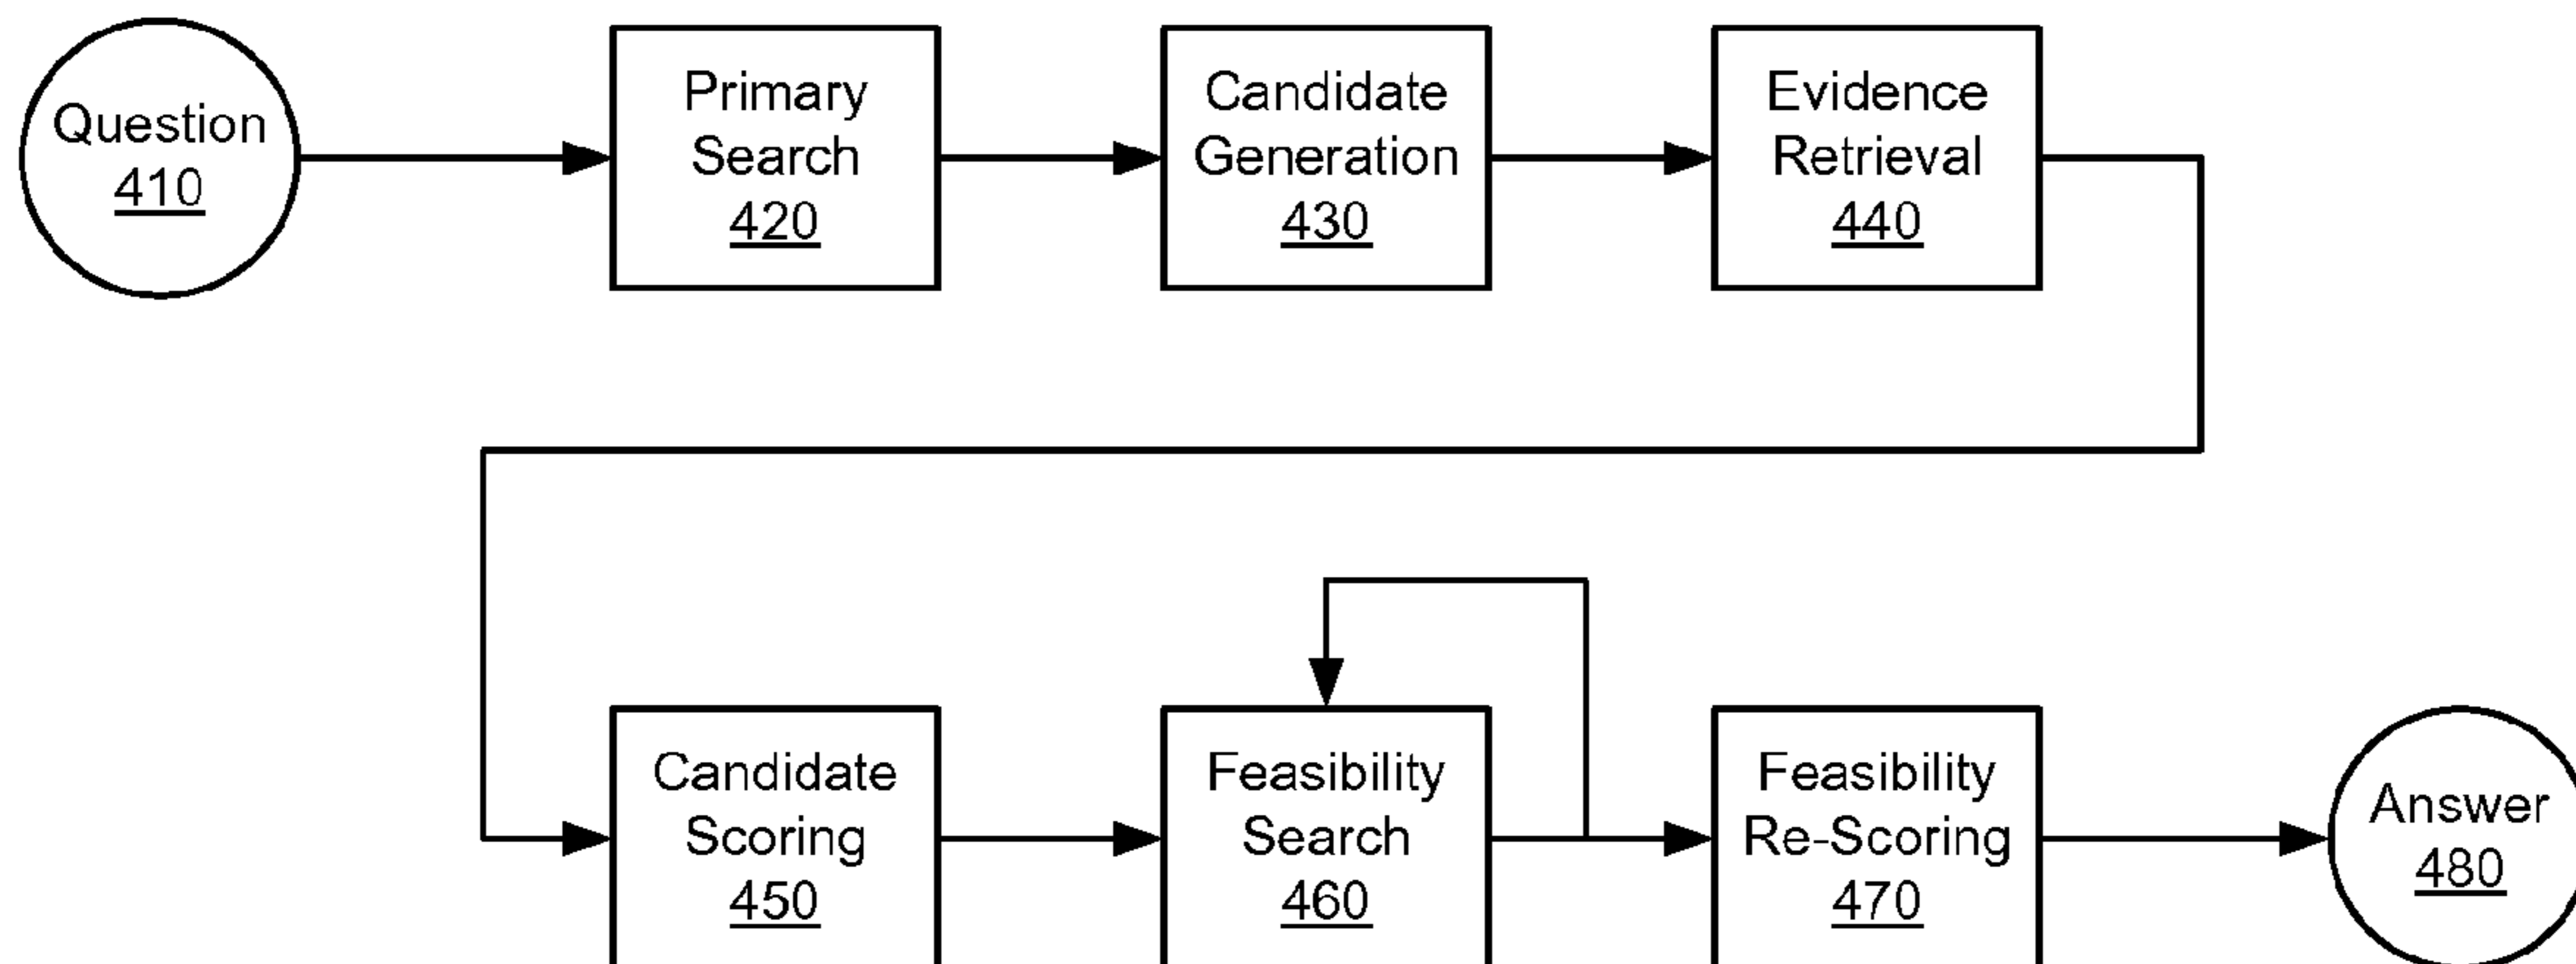 Question
410
Primary
Search
420
Candidate
Generation
430
Evidence
Retrieval
440
Candidate
Scoring
450
Feasibility
Search
460
Feasibility
Re-Scoring
470
Answer
480